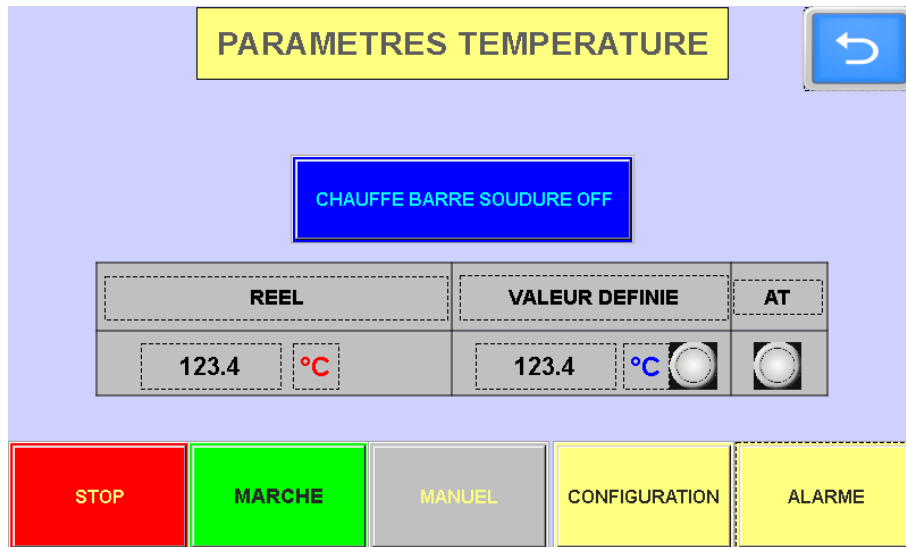 PARAMETRES TEMPERATURE
CHAUFFE BARRE SOUDURE OFF
REEL VALEUR DEFINIE AT
123.4 °C 123.4 °C
STOP MARCHE MANUEL CONFIGURATION ALARME